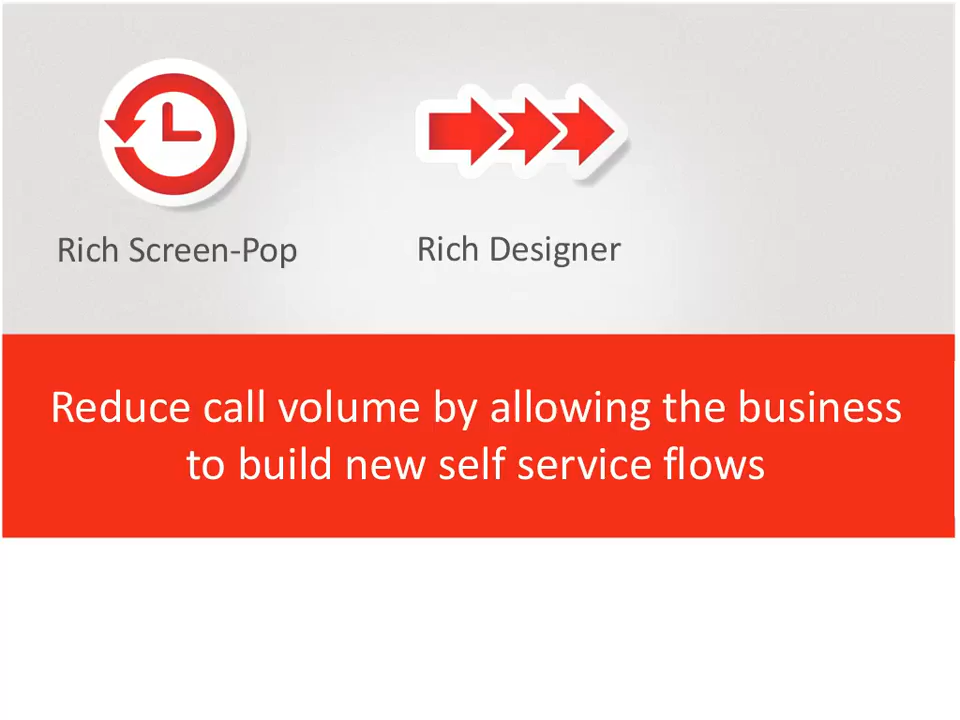 Rich Screen-Pop
Rich Designer
Reduce call volume by allowing the business
to build new self service flows